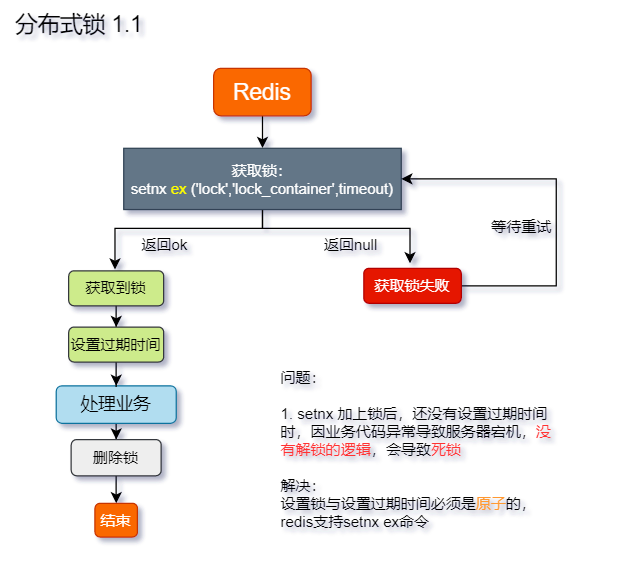 分布式锁 1.1
Redis
获取锁：
setnx ex ('lock','lock_container',timeout)
等待重试
返回ok
返回null
获取到锁
获取锁失败
设置过期时间
处理业务
删除锁
结束
问题：
1. setnx 加上锁后，还没有设置过期时间
时，因业务代码异常导致服务器宕机，没
有解锁的逻辑，会导致死锁
解决：
设置锁与设置过期时间必须是原子的，
redis支持setnx ex命令